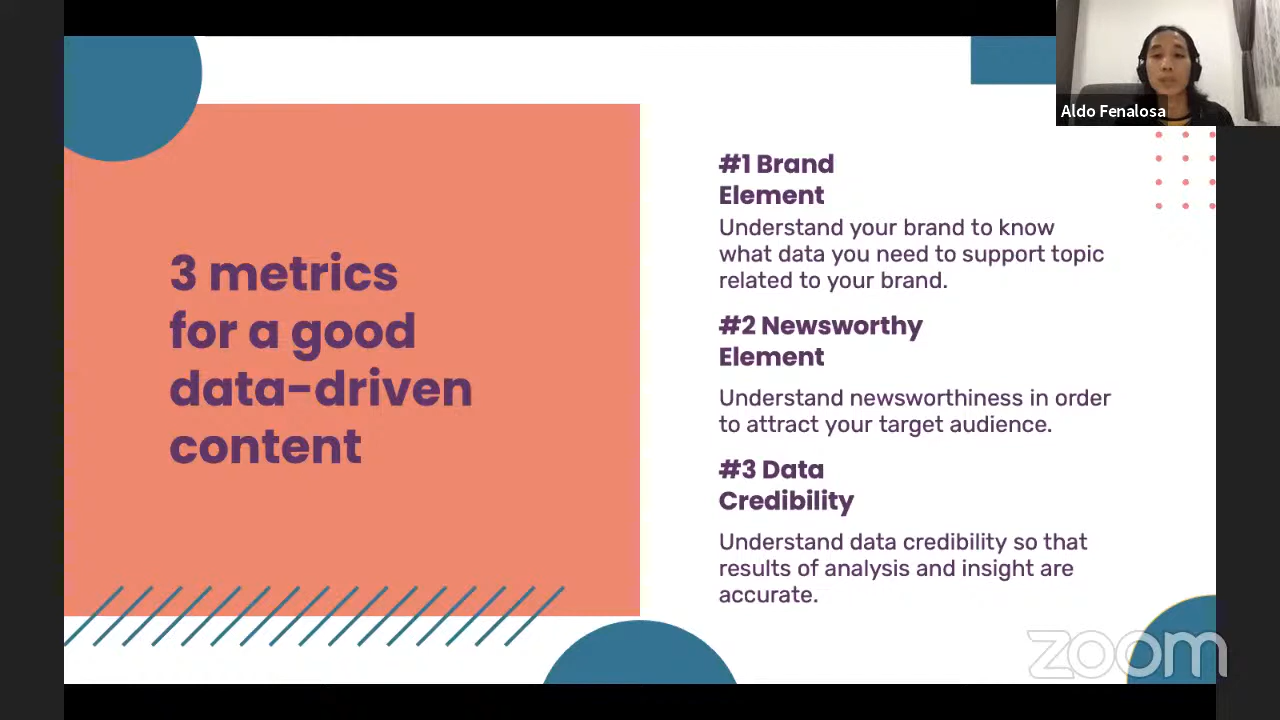 3 metrics
for a good
data-driven
content
#1 Brand
Element
Understand your brand to know
what data you need to support topic
related to your brand.
#2 Newsworthy
Element
Understand newsworthiness in order
to attract your target audience.
#3 Data
Credibility
Understand data credibility so that
results of analysis and insight are
accurate.
Aldo Fenalosa
zoom